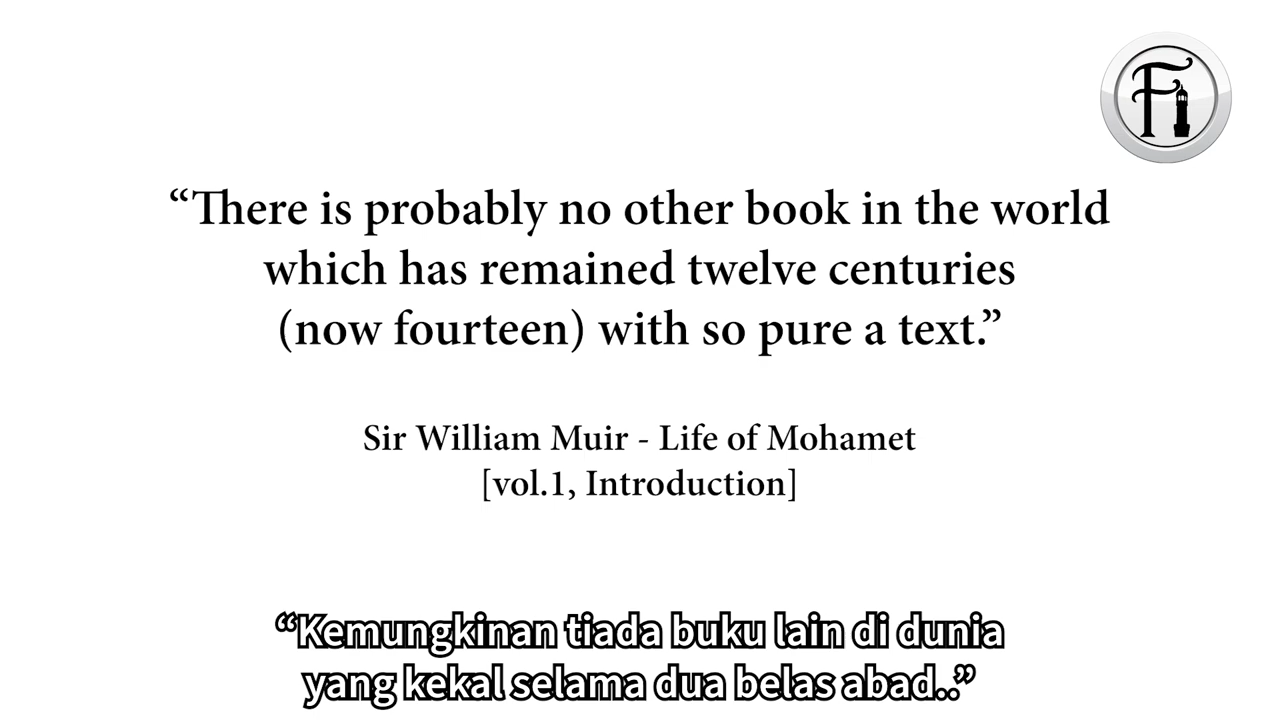 Fi
“There is probably no other book in the world
which has remained twelve centuries
(now fourteen) with so pure a text.”
Sir William Muir - Life of Mohamet
[vol.1, Introduction]
“Kemungkinan tiada buku lain di dunia
yang kekal selama dua belas abad..”